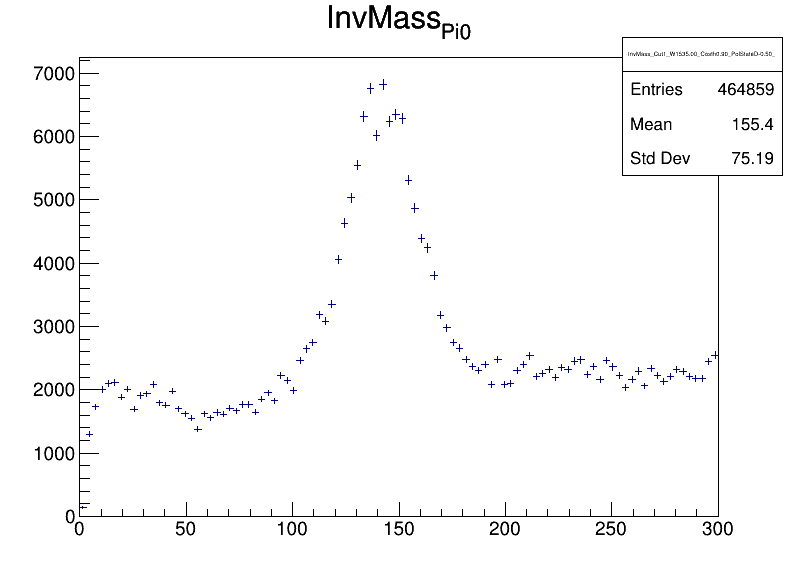 InvMass_Pi0
InvMass_Cut1_W1535.00_Costh0.90_PolStateD-0.50_
Entries 464859
Mean 155.4
Std Dev 75.19
7000
6000
5000
4000
3000
2000
1000
0
0 50 100 150 200 250 300